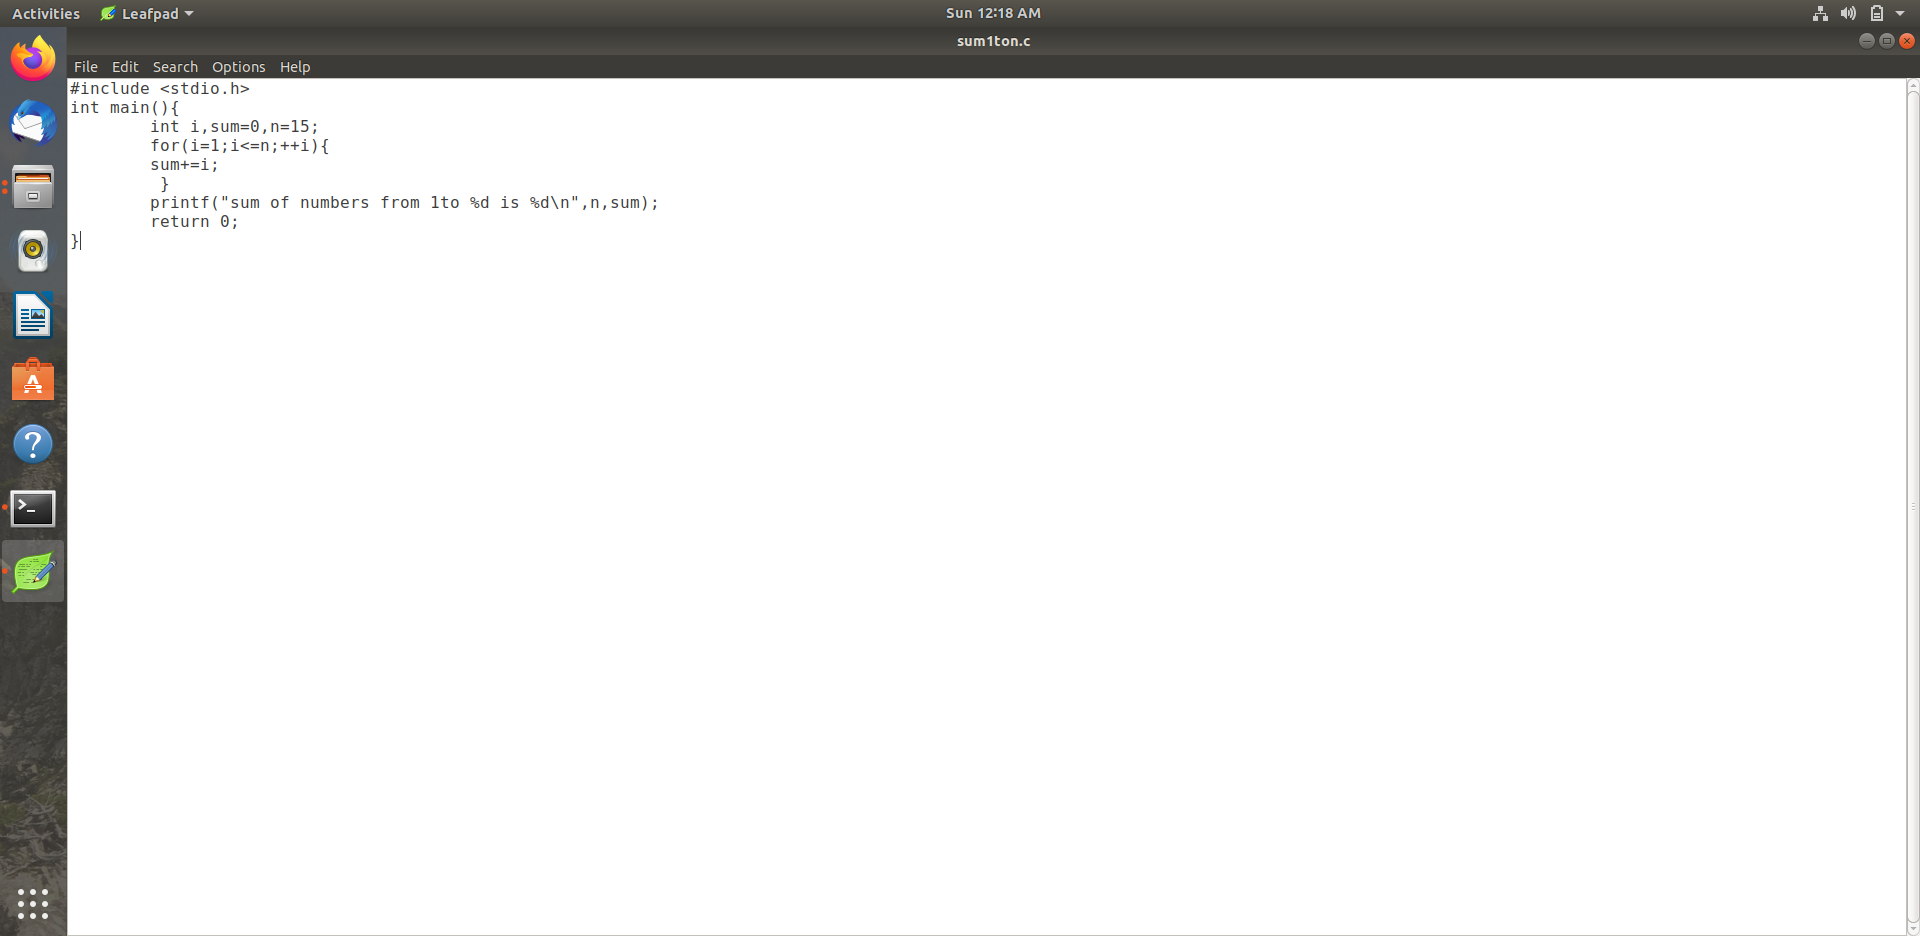 Activities Leafpad Sun 12:18 AM
sum1ton.c
File Edit Search Options Help
#include <stdio.h>
int main(){
        int i,sum=0,n=15;
        for(i=1;i<=n;++i){
        sum+=i;
         }
        printf("sum of numbers from 1to %d is %d\n",n,sum);
        return 0;
}